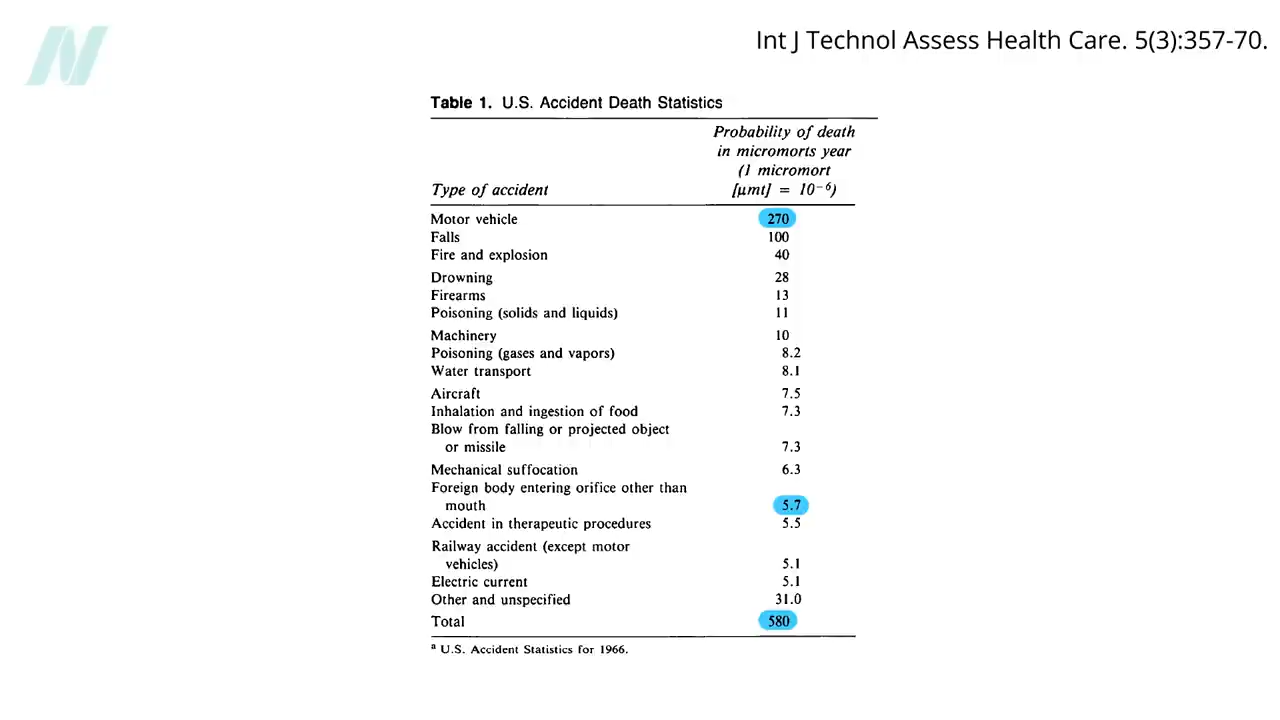 Int J Technol Assess Health Care. 5(3):357-70.
Table 1. U.S. Accident Death Statistics
Probability of death
in micromorts year
(1 micromort
Type of accident [µmt] = 10⁻⁶)
Motor vehicle 270
Falls 100
Fire and explosion 40
Drowning 28
Firearms 13
Poisoning (solids and liquids) 11
Machinery 10
Poisoning (gases and vapors) 8.2
Water transport 8.1
Aircraft 7.5
Inhalation and ingestion of food 7.3
Blow from falling or projected object
or missile 7.3
Mechanical suffocation 6.3
Foreign body entering orifice other than
mouth 5.7
Accident in therapeutic procedures 5.5
Railway accident (except motor
vehicles) 5.1
Electric current 5.1
Other and unspecified 31.0
Total 580
ᵃ U.S. Accident Statistics for 1966.